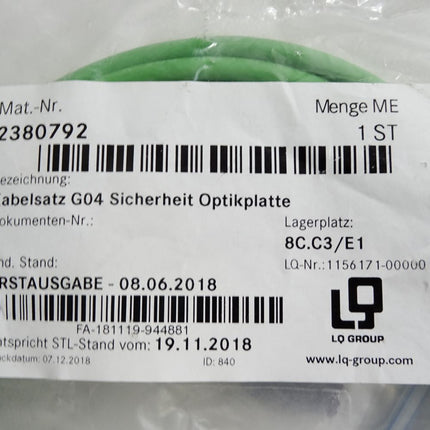 Mat.-Nr. Menge ME
2380792 1 ST
ezeichnung:
abelsatz G04 Sicherheit Optikplatte
okumenten-Nr.: Lagerplatz:
8C.C3/E1
nd. Stand: LQ-Nr.:1156171-00000
RSTAUSGABE - 08.06.2018
FA-181119-944881
LQ GROUP
tspricht STL-Stand vom: 19.11.2018
ckdatum: 07.12.2018 ID: 840 www.lq-group.com